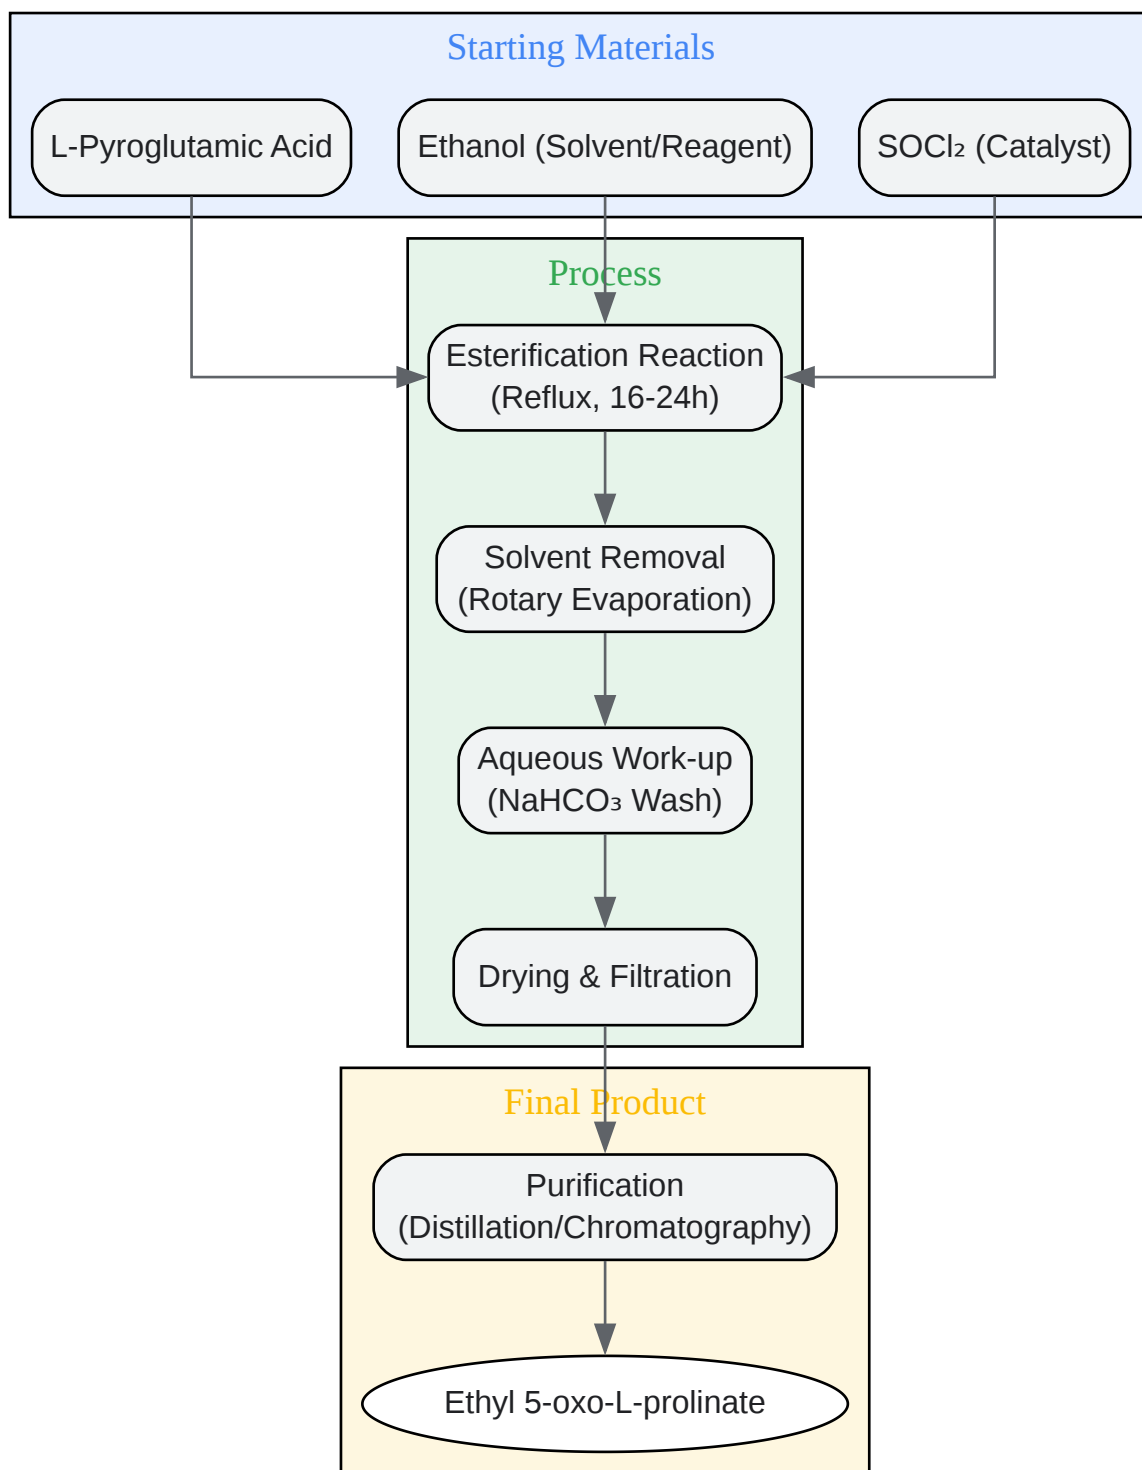 Starting Materials
L-Pyroglutamic Acid
Ethanol (Solvent/Reagent)
SOCl₂ (Catalyst)
Process
Esterification Reaction
(Reflux, 16-24h)
Solvent Removal
(Rotary Evaporation)
Aqueous Work-up
(NaHCO₃ Wash)
Drying & Filtration
Final Product
Purification
(Distillation/Chromatography)
Ethyl 5-oxo-L-prolinate